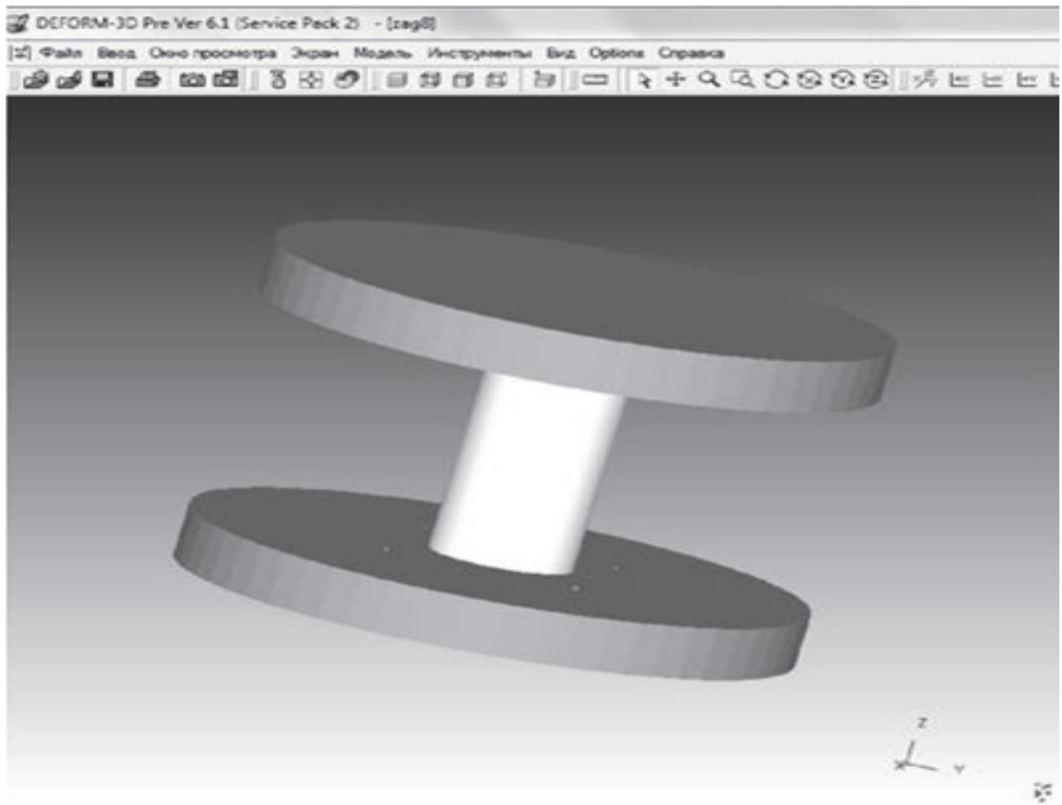 DEFORM-3D Pre Ver 6.1 (Service Pack 2) - [zag8]
Файл Ввод Окно просмотра Экран Модель Инструменты Вид Options Справка
Z
X Y